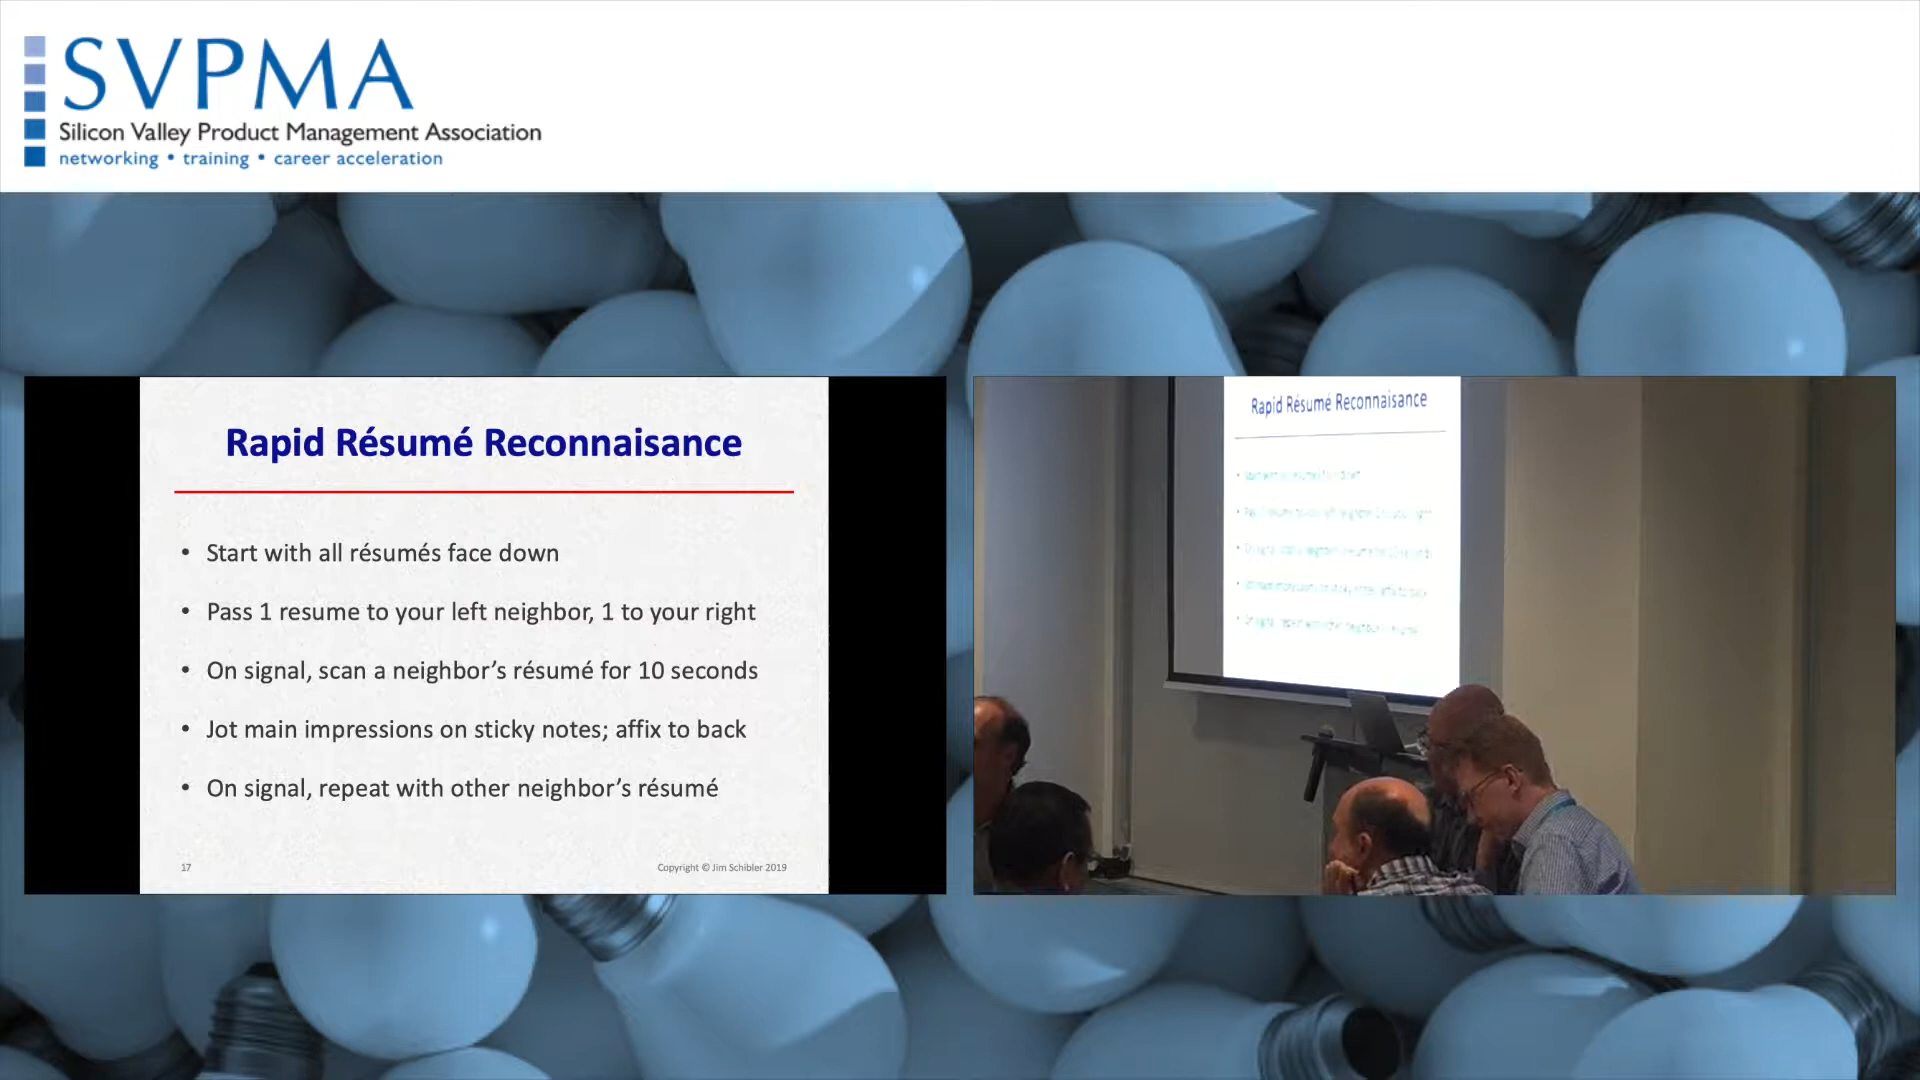 SVPMA
Silicon Valley Product Management Association
networking • training • career acceleration
Rapid Résumé Reconnaisance
• Start with all résumés face down
• Pass 1 resume to your left neighbor, 1 to your right
• On signal, scan a neighbor’s résumé for 10 seconds
• Jot main impressions on sticky notes; affix to back
• On signal, repeat with other neighbor’s résumé
17
Copyright © Jim Schibler 2019
Rapid Résumé Reconnaisance